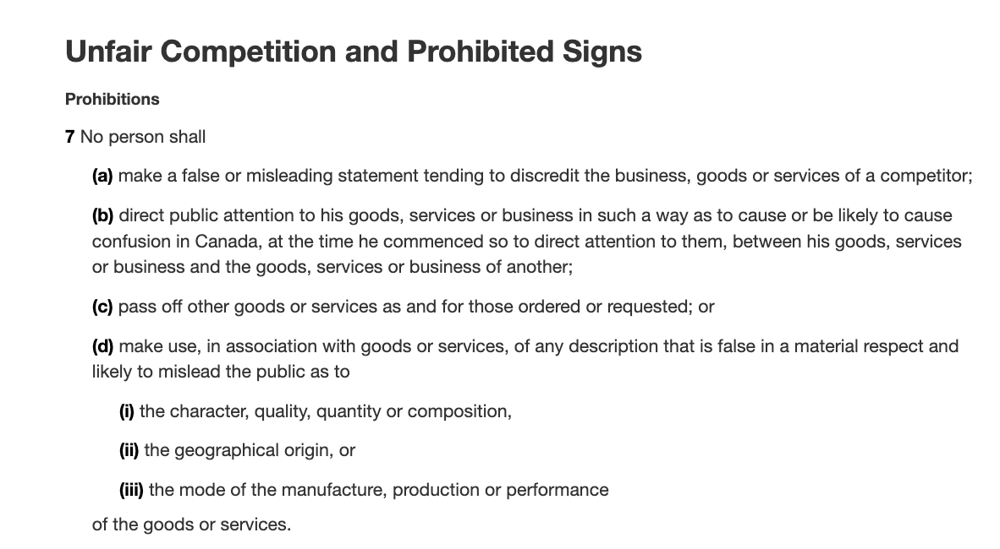 Unfair Competition and Prohibited Signs
Prohibitions
7 No person shall
(a) make a false or misleading statement tending to discredit the business, goods or services of a competitor;
(b) direct public attention to his goods, services or business in such a way as to cause or be likely to cause
confusion in Canada, at the time he commenced so to direct attention to them, between his goods, services
or business and the goods, services or business of another;
(c) pass off other goods or services as and for those ordered or requested; or
(d) make use, in association with goods or services, of any description that is false in a material respect and
likely to mislead the public as to
(i) the character, quality, quantity or composition,
(ii) the geographical origin, or
(iii) the mode of the manufacture, production or performance
of the goods or services.